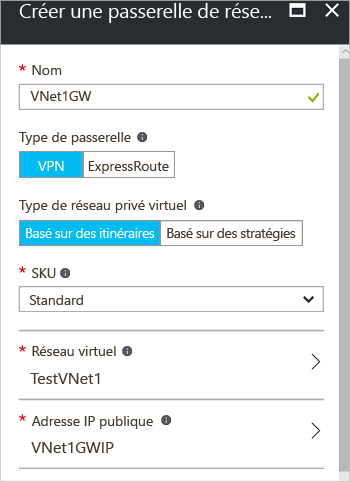 Créer une passerelle de rése...
* Nom
VNet1GW
Type de passerelle
VPN
ExpressRoute
Type de réseau privé virtuel
Basé sur des itinéraires
Basé sur des stratégies
* SKU
Standard
* Réseau virtuel
TestVNet1
* Adresse IP publique
VNet1GWIP